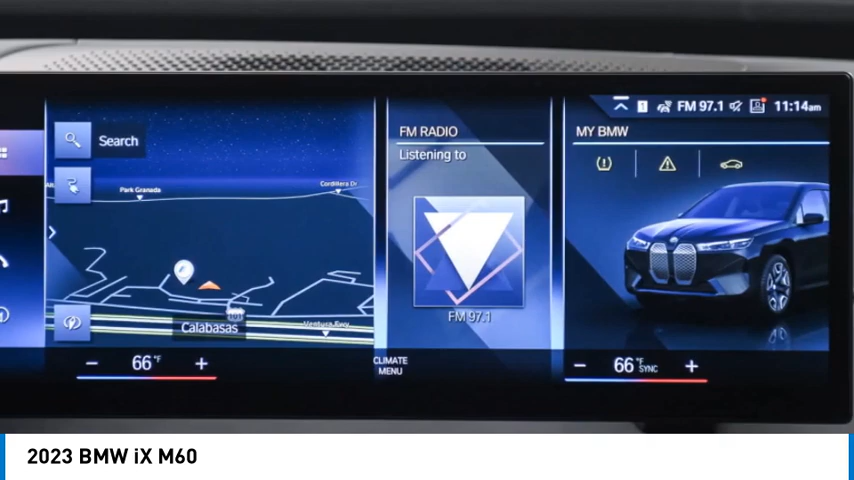 FM 97.1
11:14am
Search
Park Granada
Cordillera Dr
101
Calabasas
Ventura Fwy
FM RADIO
Listening to
FM 97.1
MY BMW
66°F
CLIMATE
MENU
66°F
SYNC
2023 BMW iX M60